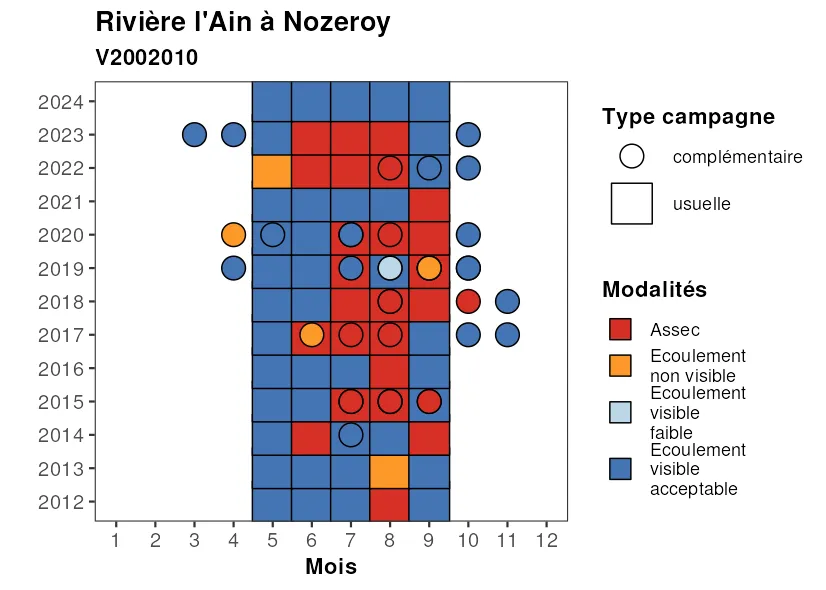 Rivière l'Ain à Nozeroy
V2002010
2024
2023
2022
2021
2020
2019
2018
2017
2016
2015
2014
2013
2012
1 2 3 4 5 6 7 8 9 10 11 12
Mois
Type campagne
complémentaire
usuelle
Modalités
Assec
Ecoulement
non visible
Ecoulement
visible
faible
Ecoulement
visible
acceptable